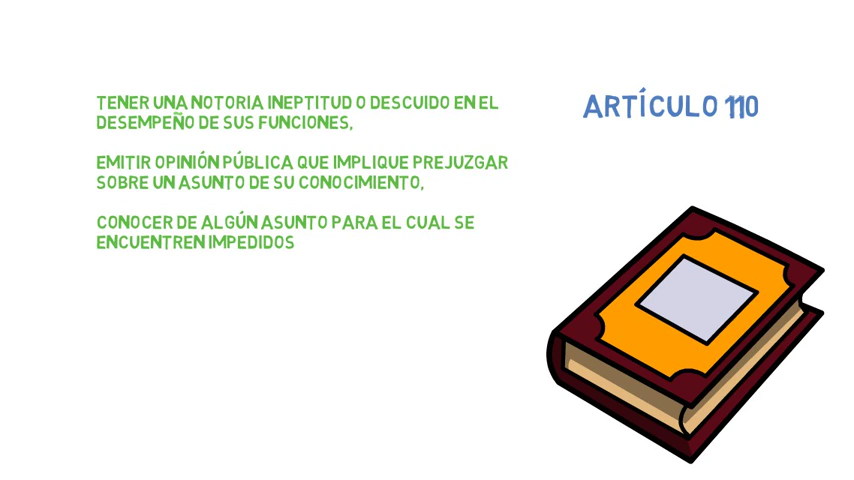 TENER UNA NOTORIA INEPTITUD O DESCUIDO EN EL
DESEMPEÑO DE SUS FUNCIONES,
EMITIR OPINIÓN PÚBLICA QUE IMPLIQUE PREJUZGAR
SOBRE UN ASUNTO DE SU CONOCIMIENTO,
CONOCER DE ALGÚN ASUNTO PARA EL CUAL SE
ENCUENTREN IMPEDIDOS
ARTÍCULO 110